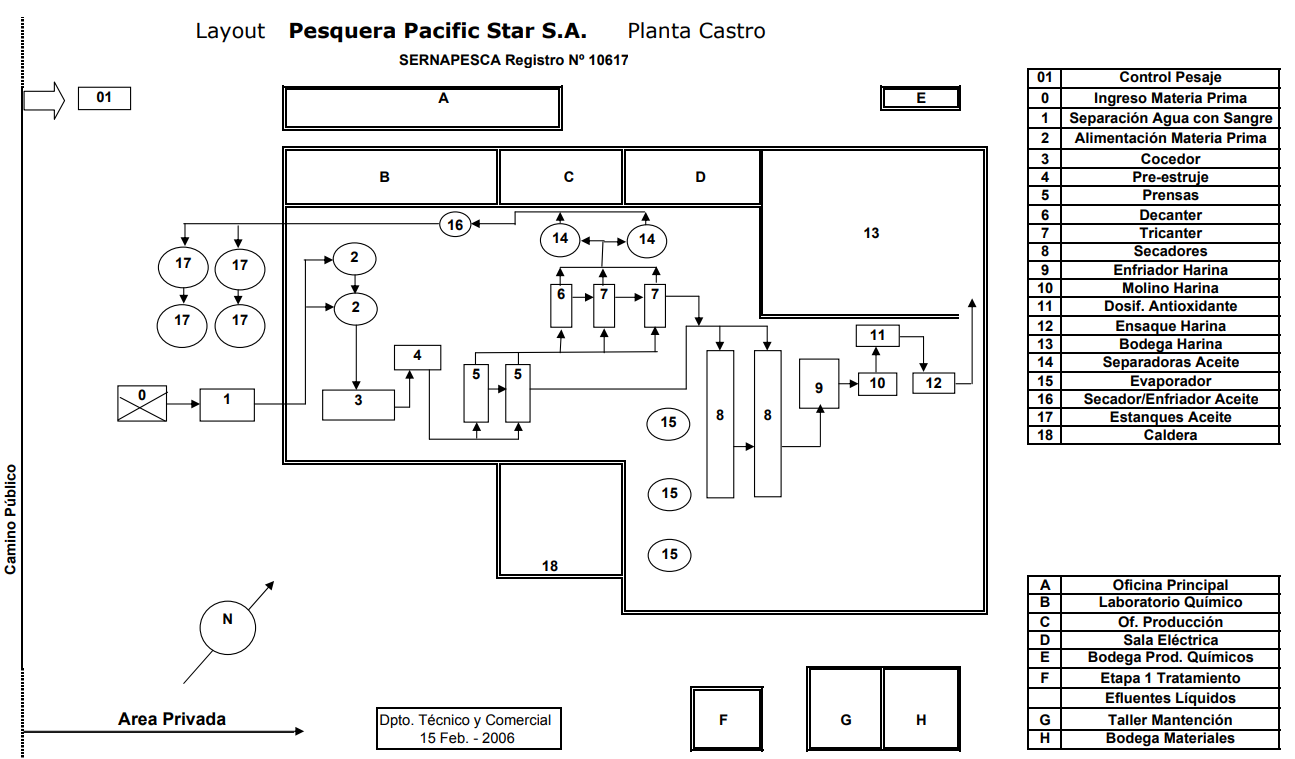 Layout Pesquera Pacific Star S.A. Planta Castro
SERNAPESCA Registro Nº 10617
01
A
E
B
C
D
13
16
14
14
17
17
17
17
2
2
6
7
7
11
4
5
5
0
1
3
8
8
9
10
12
15
15
15
18
Camino Público
N
Area Privada
Dpto. Técnico y Comercial
15 Feb. - 2006
F
G
H
01 Control Pesaje
0 Ingreso Materia Prima
1 Separación Agua con Sangre
2 Alimentación Materia Prima
3 Cocedor
4 Pre-estruje
5 Prensas
6 Decanter
7 Tricanter
8 Secadores
9 Enfriador Harina
10 Molino Harina
11 Dosif. Antioxidante
12 Ensaque Harina
13 Bodega Harina
14 Separadoras Aceite
15 Evaporador
16 Secador/Enfriador Aceite
17 Estanques Aceite
18 Caldera
A Oficina Principal
B Laboratorio Químico
C Of. Producción
D Sala Eléctrica
E Bodega Prod. Químicos
F Etapa 1 Tratamiento
Efluentes Líquidos
G Taller Mantención
H Bodega Materiales